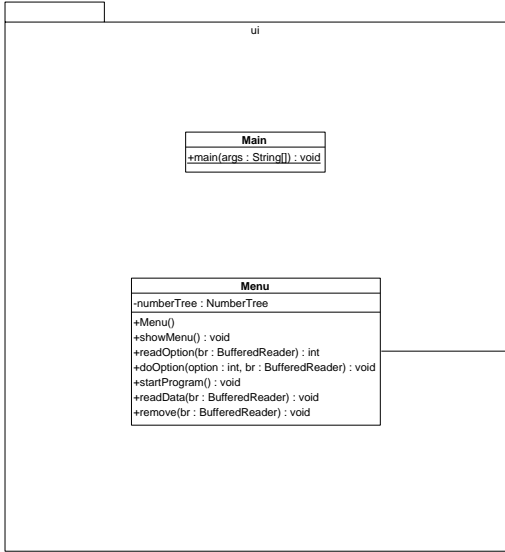 ui
Main
+main(args : String[]) : void
Menu
-numberTree : NumberTree
+Menu()
+showMenu() : void
+readOption(br : BufferedReader) : int
+doOption(option : int, br : BufferedReader) : void
+startProgram() : void
+readData(br : BufferedReader) : void
+remove(br : BufferedReader) : void